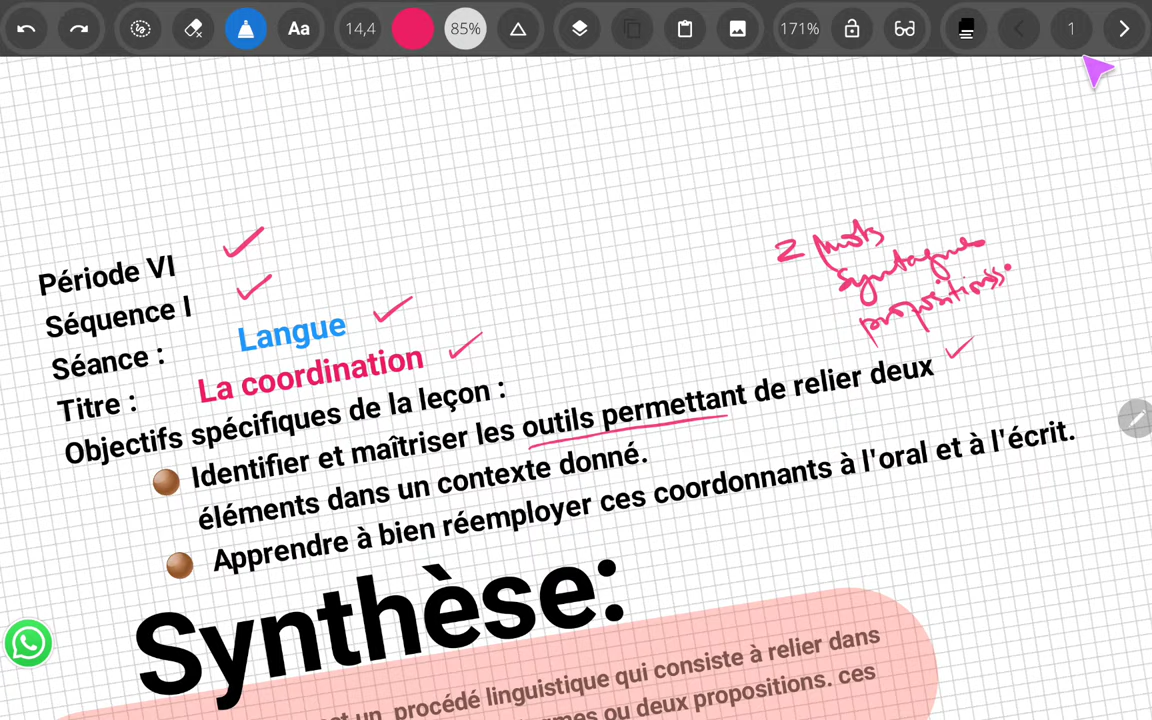 Aa
14,4
85%
171%
1
2 mots
syntagmes
propositions.
Période VI
Séquence I
Séance : Langue
Titre : La coordination
Objectifs spécifiques de la leçon :
Identifier et maîtriser les outils permettant de relier deux
éléments dans un contexte donné.
Apprendre à bien réemployer ces coordonnants à l'oral et à l'écrit.
Synthèse:
un procédé linguistique qui consiste à relier dans
ou deux propositions. ces